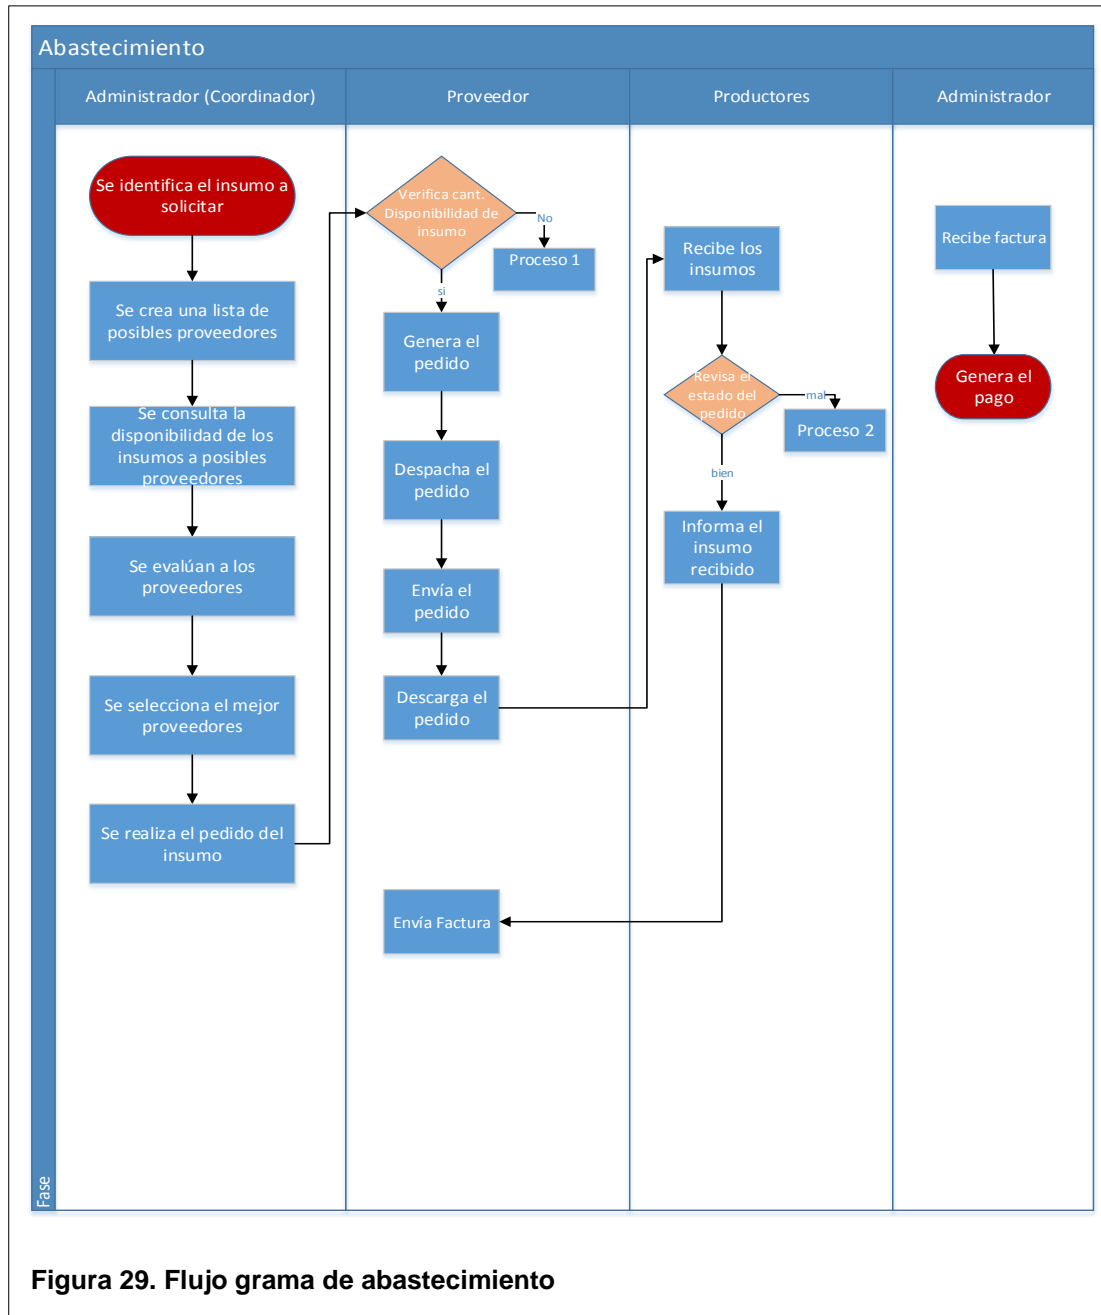 Abastecimiento
Administrador (Coordinador)
Proveedor
Productores
Administrador
Fase
Se identifica el insumo a
solicitar
Se crea una lista de
posibles proveedores
Se consulta la
disponibilidad de los
insumos a posibles
proveedores
Se evalúan a los
proveedores
Se selecciona el mejor
proveedores
Se realiza el pedido del
insumo
Verifica cant.
Disponibilidad de
insumo
No
Proceso 1
si
Genera el
pedido
Despacha el
pedido
Envía el
pedido
Descarga el
pedido
Envía Factura
Recibe los
insumos
Revisa el
estado del
pedido
mal
Proceso 2
bien
Informa el
insumo
recibido
Recibe factura
Genera el
pago
Figura 29. Flujo grama de abastecimiento